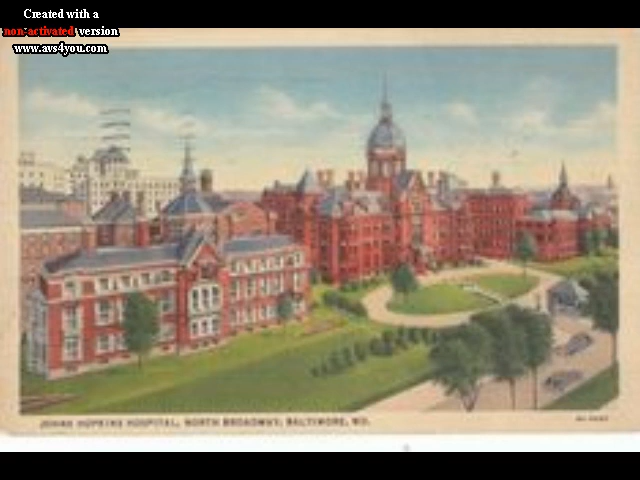 Created with a
non-activated version
www.avs4you.com
JOHNS HOPKINS HOSPITAL, NORTH BROADWAY, BALTIMORE, MD.